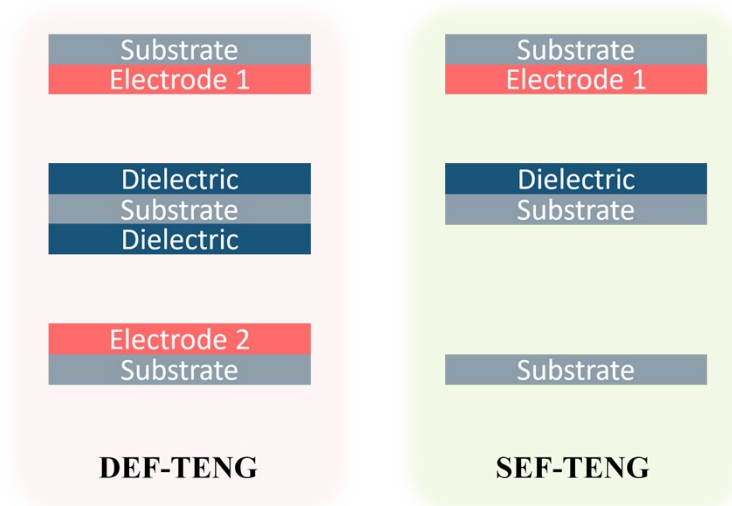 Substrate
Electrode 1
Dielectric
Substrate
Dielectric
Electrode 2
Substrate
DEF-TENG
Substrate
Electrode 1
Dielectric
Substrate
Substrate
SEF-TENG